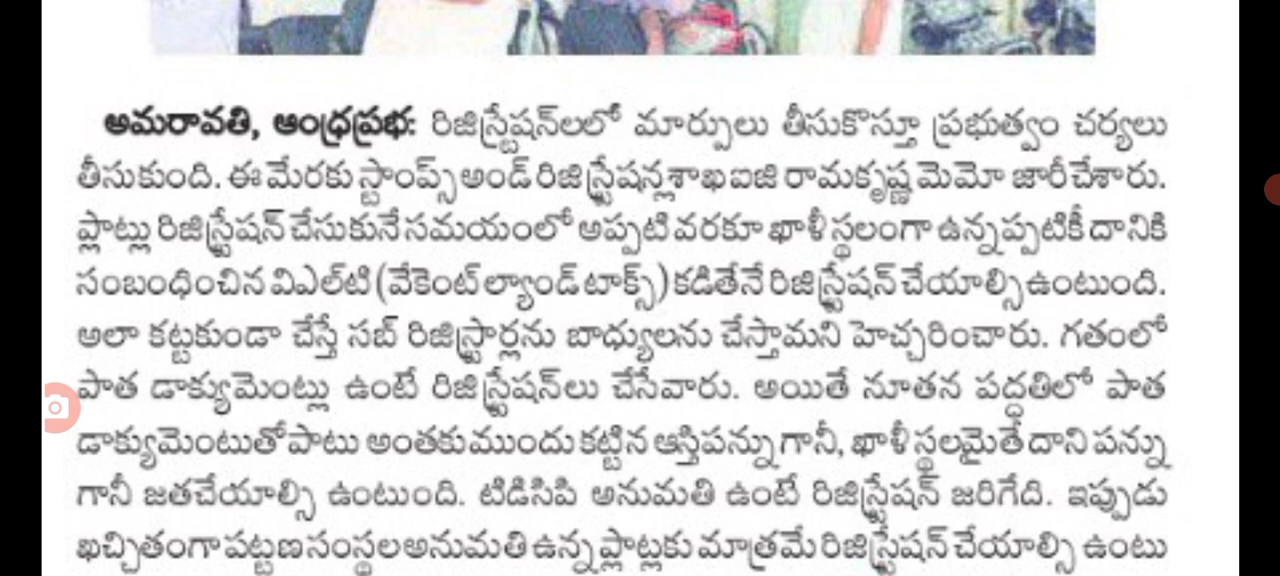 అమరావతి, ఆంధ్రప్రభ: రిజిస్ట్రేషన్‌లలో మార్పులు తీసుకొస్తూ ప్రభుత్వం చర్యలు
తీసుకుంది. ఈ మేరకు స్టాంప్స్ అండ్ రిజిస్ట్రేషన్లశాఖ ఐజి రామకృష్ణ మెమో జారీచేశారు.
ప్లాట్లు రిజిస్ట్రేషన్ చేసుకునే సమయంలో అప్పటి వరకూ ఖాళీ స్థలంగా ఉన్నప్పటికీ దానికి
సంబంధించిన విఎల్‌టి (వేకెంట్ ల్యాండ్ టాక్స్) కడితేనే రిజిస్ట్రేషన్ చేయాల్సి ఉంటుంది.
అలా కట్టకుండా చేస్తే సబ్ రిజిస్ట్రార్లను బాధ్యులను చేస్తామని హెచ్చరించారు. గతంలో
పాత డాక్యుమెంట్లు ఉంటే రిజిస్ట్రేషన్‌లు చేసేవారు. అయితే నూతన పద్ధతిలో పాత
డాక్యుమెంటుతోపాటు అంతకుముందు కట్టిన ఆస్తిపన్ను గానీ, ఖాళీ స్థలమైతే దాని పన్ను
గానీ జతచేయాల్సి ఉంటుంది. టిడిసిపి అనుమతి ఉంటే రిజిస్ట్రేషన్ జరిగేది. ఇప్పుడు
ఖచ్చితంగా పట్టణ సంస్థల అనుమతి ఉన్న ప్లాట్లకు మాత్రమే రిజిస్ట్రేషన్ చేయాల్సి ఉంటు